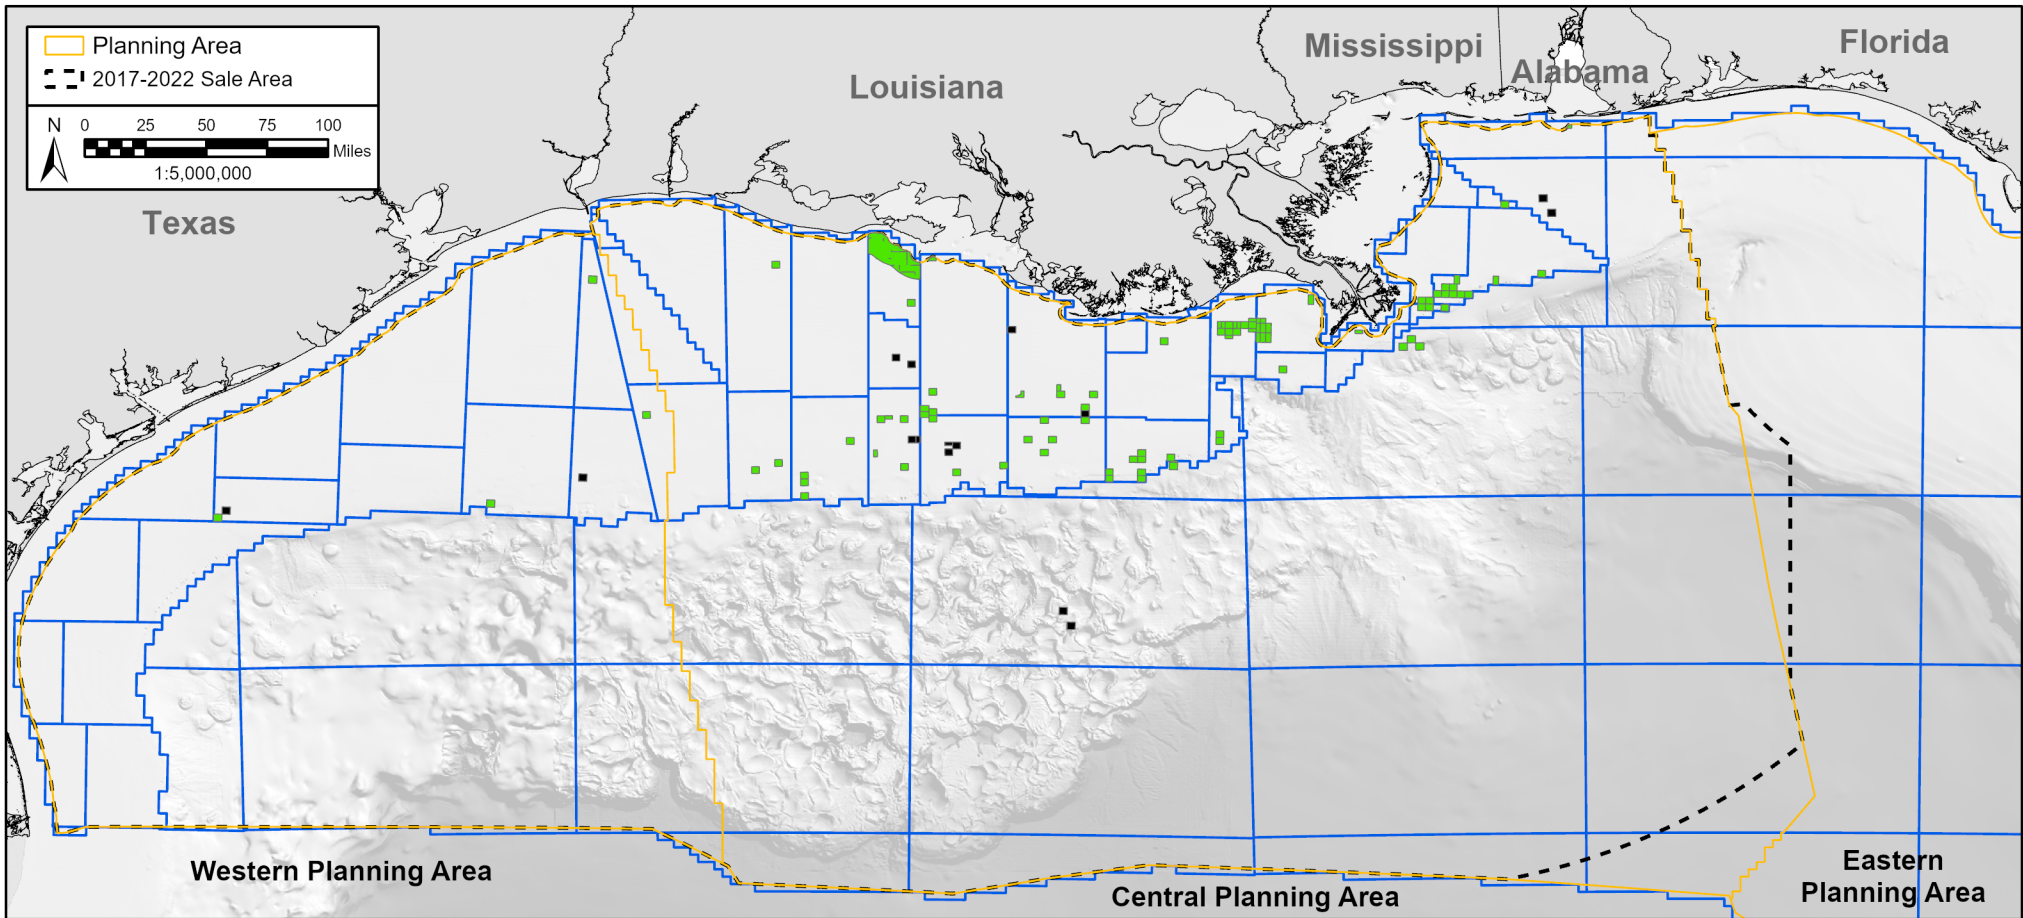 Planning Area
2017-2022 Sale Area
N
0 25 50 75 100
Miles
1:5,000,000
Texas
Louisiana
Mississippi
Alabama
Florida
Western Planning Area
Central Planning Area
Eastern
Planning Area